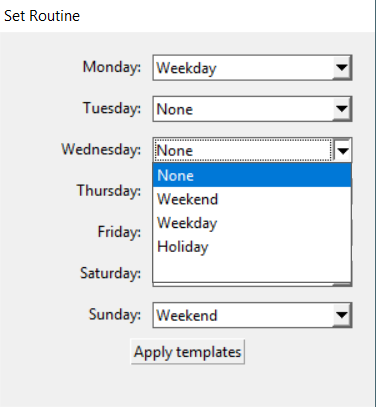 Set Routine
Monday: Weekday
Tuesday: None
Wednesday: None
None
Thursday:
Weekend
Weekday
Friday:
Holiday
Saturday:
Sunday: Weekend
Apply templates